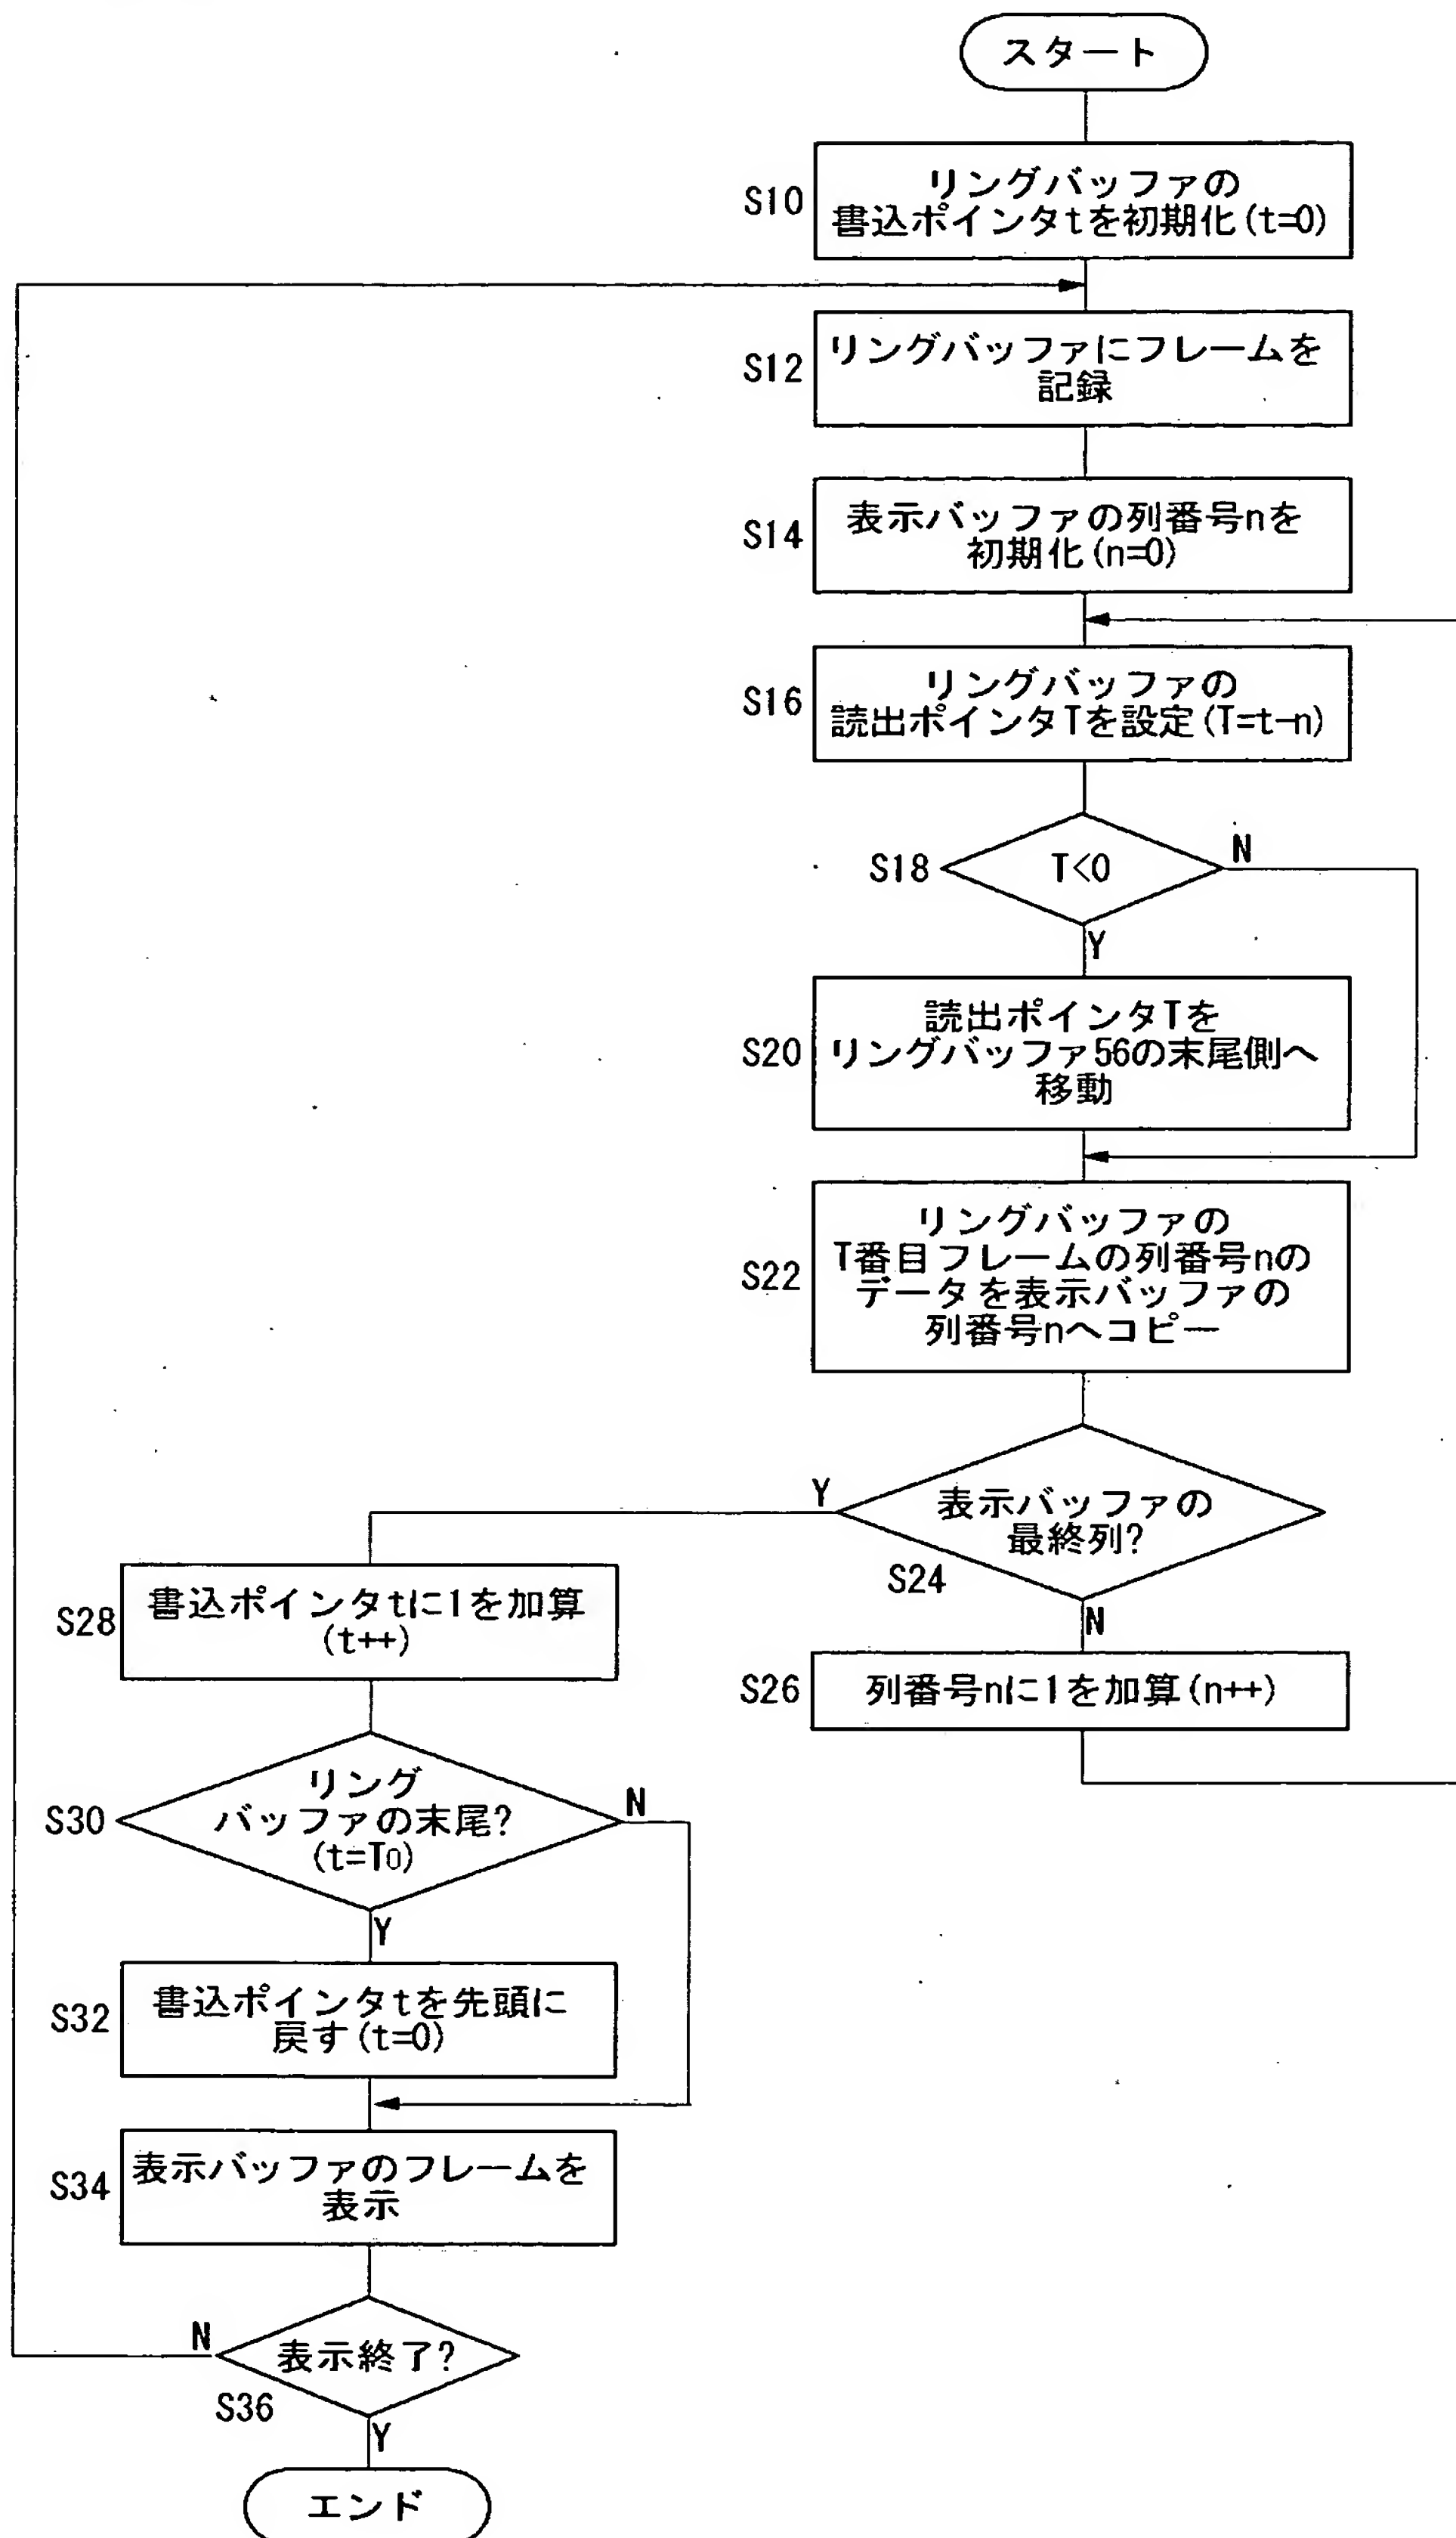 スタート
S10
リングバッファの
書込ポインタtを初期化(t=0)
S12
リングバッファにフレームを
記録
S14
表示バッファの列番号nを
初期化(n=0)
S16
リングバッファの
読出ポインタTを設定(T=t-n)
S18
T<0
N
Y
S20
読出ポインタTを
リングバッファ56の末尾側へ
移動
S22
リングバッファの
T番目フレームの列番号nの
データを表示バッファの
列番号nへコピー
Y
表示バッファの
最終列?
S24
N
S26
列番号nに1を加算(n++)
S28
書込ポインタtに1を加算
(t++)
S30
リング
バッファの末尾?
(t=T0)
N
Y
S32
書込ポインタtを先頭に
戻す(t=0)
S34
表示バッファのフレームを
表示
N
表示終了?
S36
Y
エンド